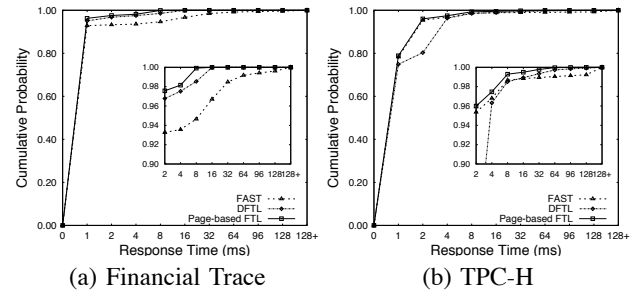 Cumulative Probability
1.00
0.80
0.60
0.40
0.20
0.00
1.00
0.98
0.96
0.94
0.92
0.90
2 4 8 16 32 64 96 128 128+
FAST
DFTL
Page-based FTL
0 1 2 4 8 16 32 64 96 128 128+
Response Time (ms)
(a) Financial Trace
Cumulative Probability
1.00
0.80
0.60
0.40
0.20
0.00
1.00
0.98
0.96
0.94
0.92
0.90
2 4 8 16 32 64 96 128 128+
FAST
DFTL
Page-based FTL
0 1 2 4 8 16 32 64 96 128 128+
Response Time (ms)
(b) TPC-H